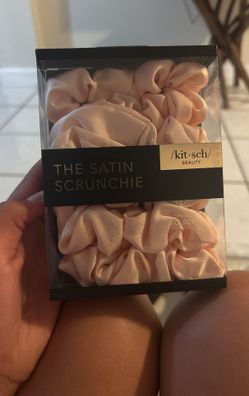 THE SATIN
SCRUNCHIE
/kit·sch/
BEAUTY